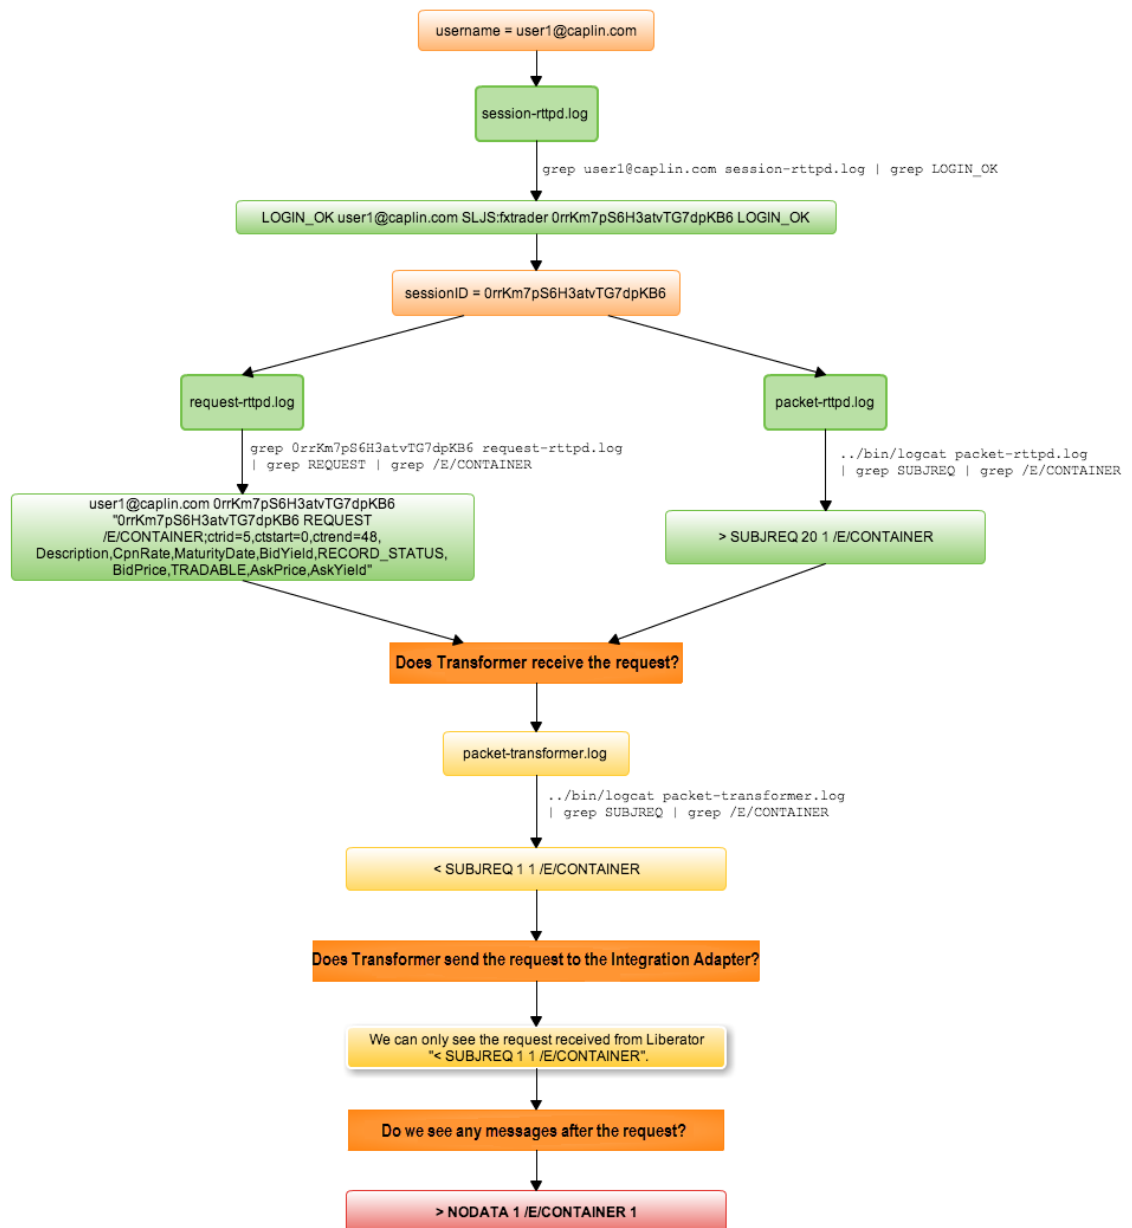 username = user1@caplin.com
session-rttpd.log
grep user1@caplin.com session-rttpd.log | grep LOGIN_OK
LOGIN_OK user1@caplin.com SLJS:fxtrader 0rrKm7pS6H3atvTG7dpKB6 LOGIN_OK
sessionID = 0rrKm7pS6H3atvTG7dpKB6
request-rttpd.log
packet-rttpd.log
grep 0rrKm7pS6H3atvTG7dpKB6 request-rttpd.log
| grep REQUEST | grep /E/CONTAINER
../bin/logcat packet-rttpd.log
| grep SUBJREQ | grep /E/CONTAINER
user1@caplin.com 0rrKm7pS6H3atvTG7dpKB6
"0rrKm7pS6H3atvTG7dpKB6 REQUEST
/E/CONTAINER;ctrid=5,ctstart=0,ctrend=48,
Description,CpnRate,MaturityDate,BidYield,RECORD_STATUS,
BidPrice,TRADABLE,AskPrice,AskYield"
> SUBJREQ 20 1 /E/CONTAINER
Does Transformer receive the request?
packet-transformer.log
../bin/logcat packet-transformer.log
| grep SUBJREQ | grep /E/CONTAINER
< SUBJREQ 1 1 /E/CONTAINER
Does Transformer send the request to the Integration Adapter?
We can only see the request received from Liberator
"< SUBJREQ 1 1 /E/CONTAINER".
Do we see any messages after the request?
> NODATA 1 /E/CONTAINER 1